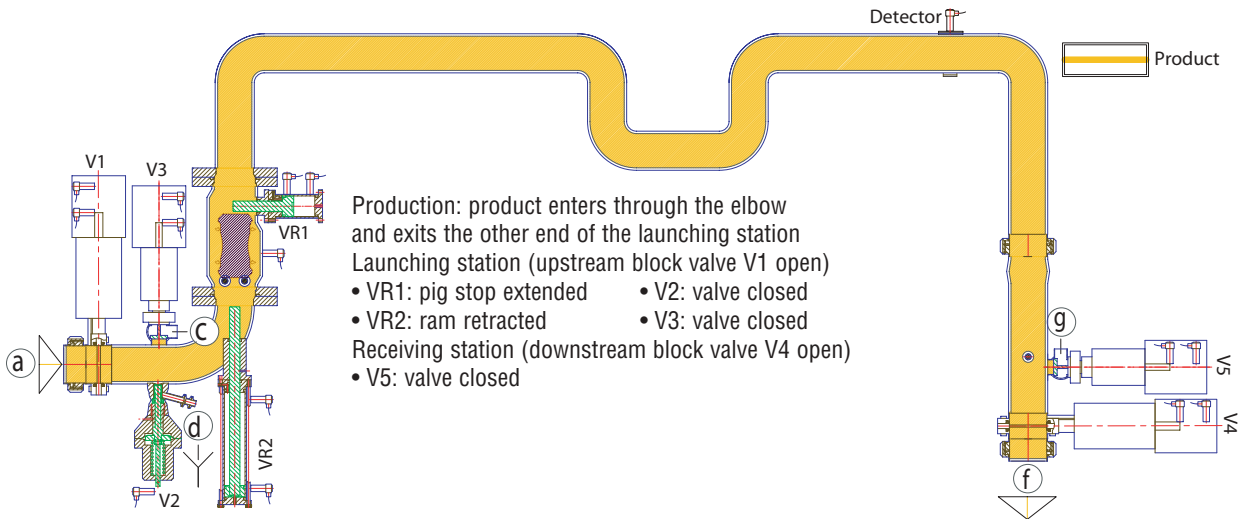 Detector
Product
V1
V3
VR1
Production: product enters through the elbow
and exits the other end of the launching station
Launching station (upstream block valve V1 open)
• VR1: pig stop extended • V2: valve closed
• VR2: ram retracted • V3: valve closed
Receiving station (downstream block valve V4 open)
• V5: valve closed
c
g
a
V5
d
V4
VR2
f
V2